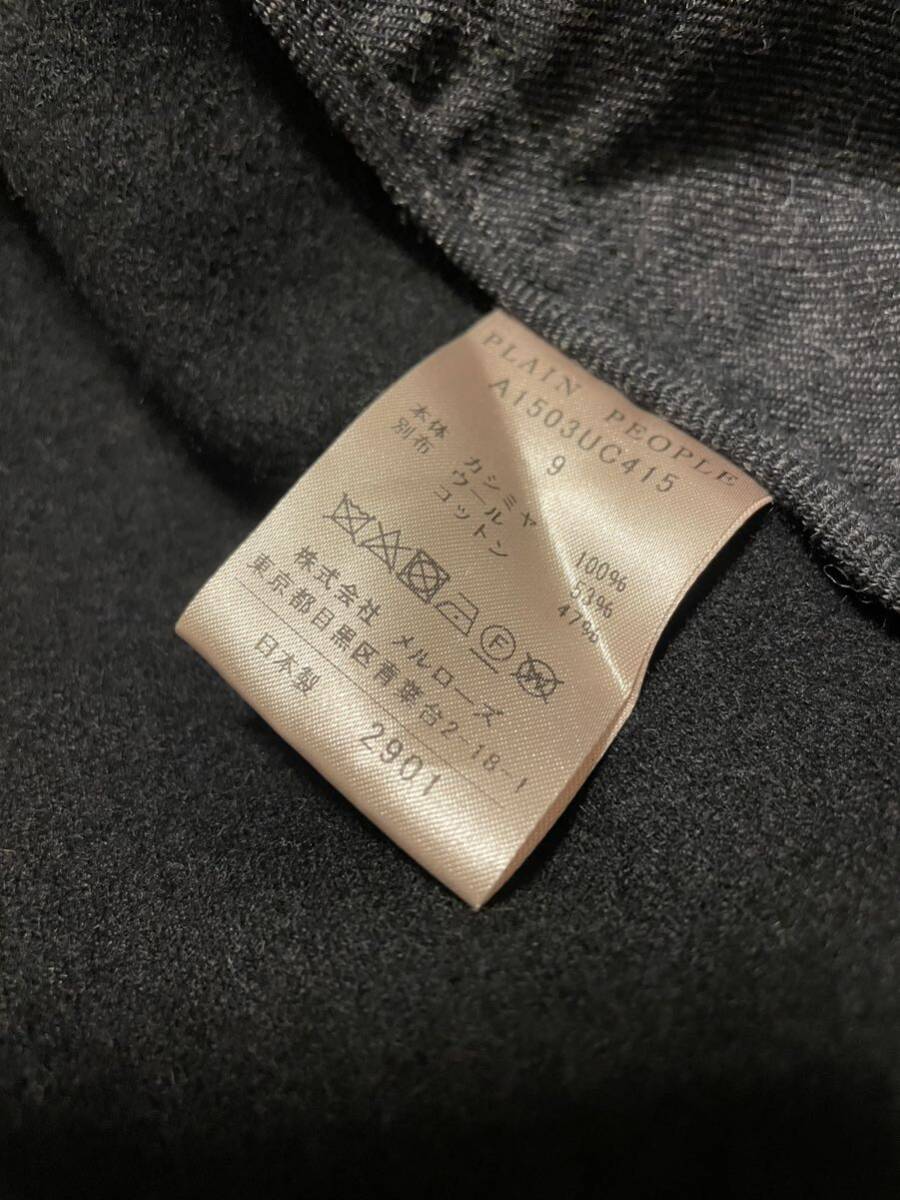 PLAIN PEOPLE
A1503UC415
9
本体 カシミヤ 100%
別布 ウール 53%
コットン 47%
F
W
株式会社 メルローズ
東京都目黒区青葉台2-18-1
日本製 2901